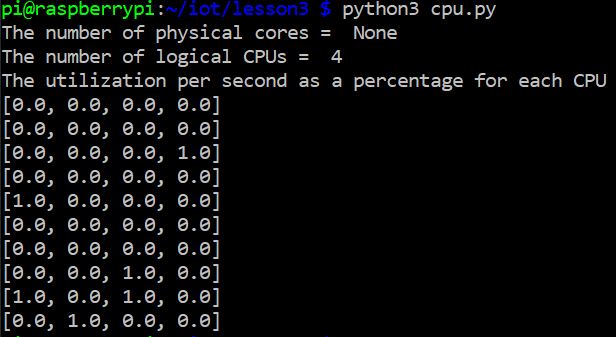 pi@raspberrypi:~/iot/lesson3 $ python3 cpu.py
The number of physical cores =  None
The number of logical CPUs =  4
The utilization per second as a percentage for each CPU
[0.0, 0.0, 0.0, 0.0]
[0.0, 0.0, 0.0, 0.0]
[0.0, 0.0, 0.0, 1.0]
[0.0, 0.0, 0.0, 0.0]
[1.0, 0.0, 0.0, 0.0]
[0.0, 0.0, 0.0, 0.0]
[0.0, 0.0, 0.0, 0.0]
[0.0, 0.0, 1.0, 0.0]
[1.0, 0.0, 1.0, 0.0]
[0.0, 1.0, 0.0, 0.0]